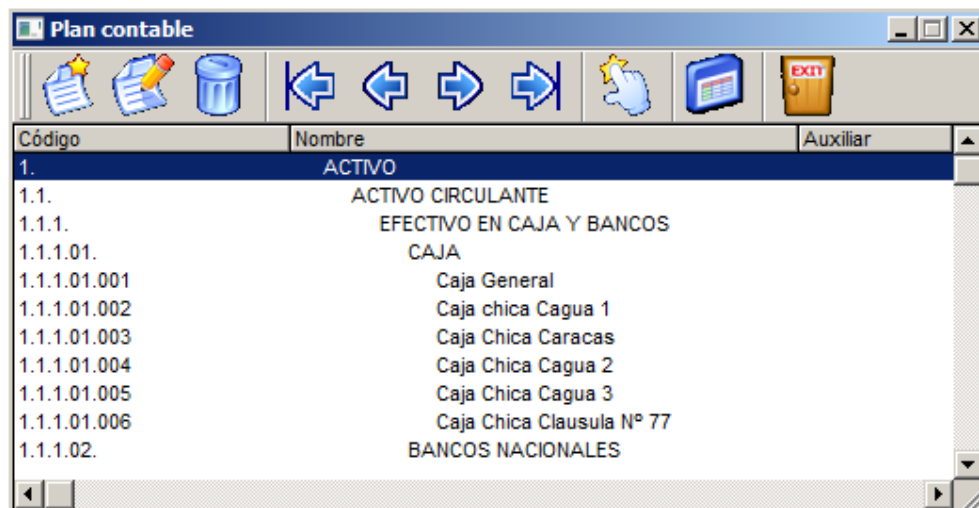 Plan contable
EXIT
Código Nombre Auxiliar
1. ACTIVO
1.1. ACTIVO CIRCULANTE
1.1.1. EFECTIVO EN CAJA Y BANCOS
1.1.1.01. CAJA
1.1.1.01.001 Caja General
1.1.1.01.002 Caja chica Cagua 1
1.1.1.01.003 Caja Chica Caracas
1.1.1.01.004 Caja Chica Cagua 2
1.1.1.01.005 Caja Chica Cagua 3
1.1.1.01.006 Caja Chica Clausula Nº 77
1.1.1.02. BANCOS NACIONALES